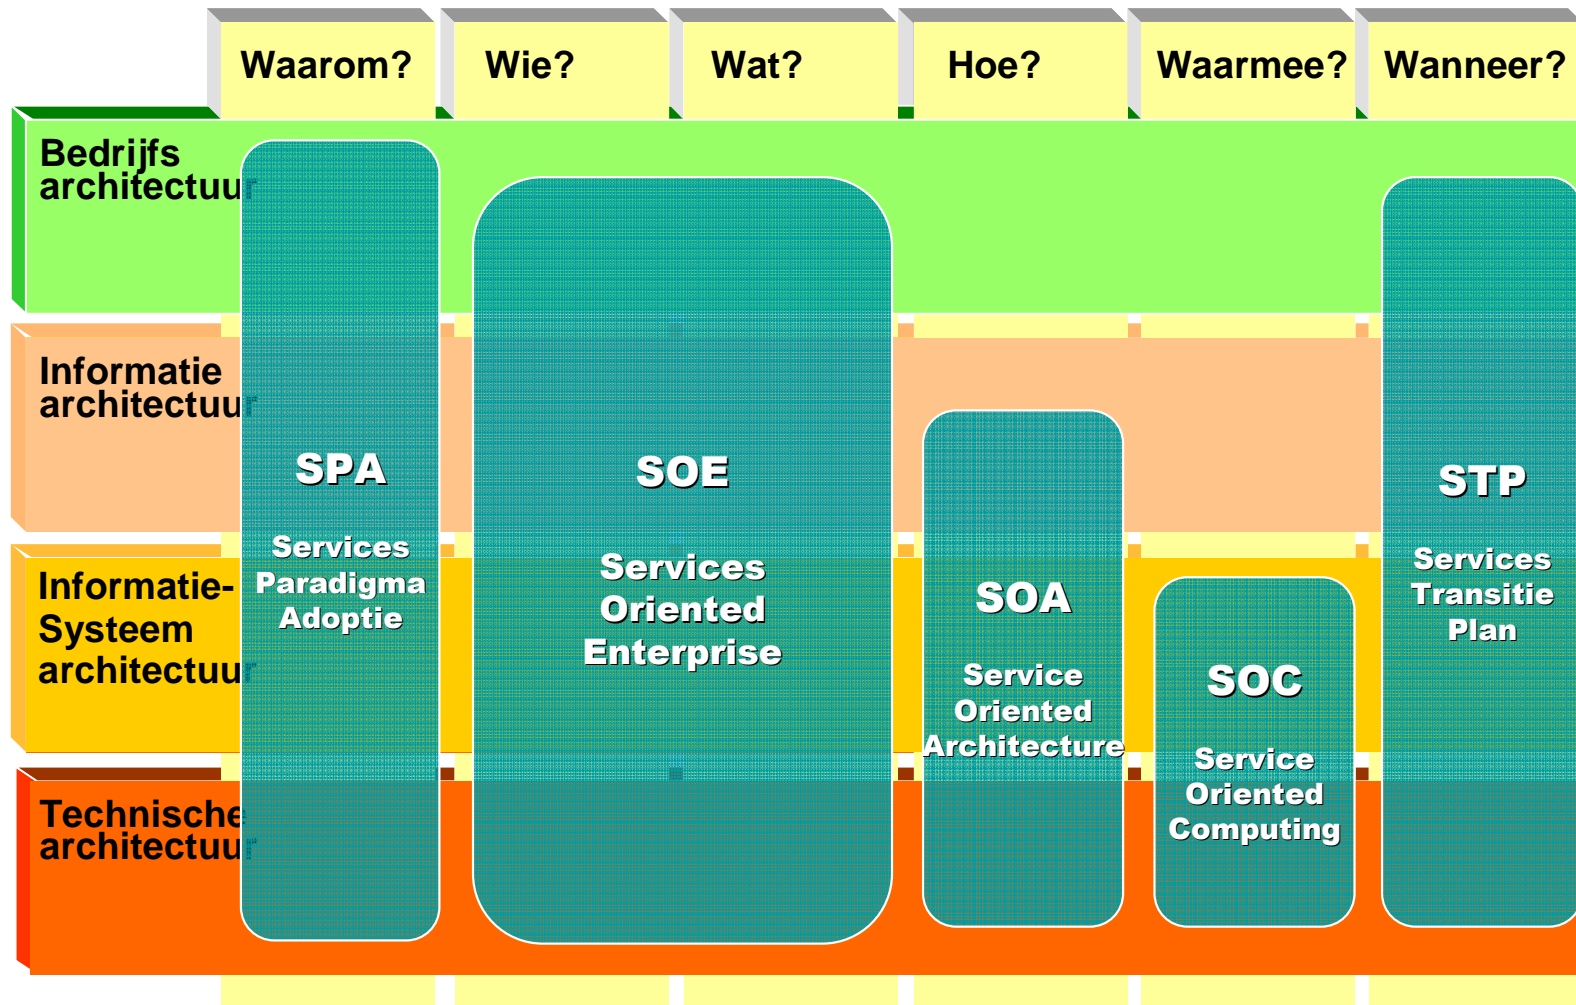 Waarom? Wie? Wat? Hoe? Waarmee? Wanneer?
Bedrijfs
architectuur
Informatie
architectuur
Informatie-
Systeem
architectuur
Technische
architectuur
SPA
Services
Paradigma
Adoptie
SOE
Services
Oriented
Enterprise
SOA
Service
Oriented
Architecture
SOC
Service
Oriented
Computing
STP
Services
Transitie
Plan